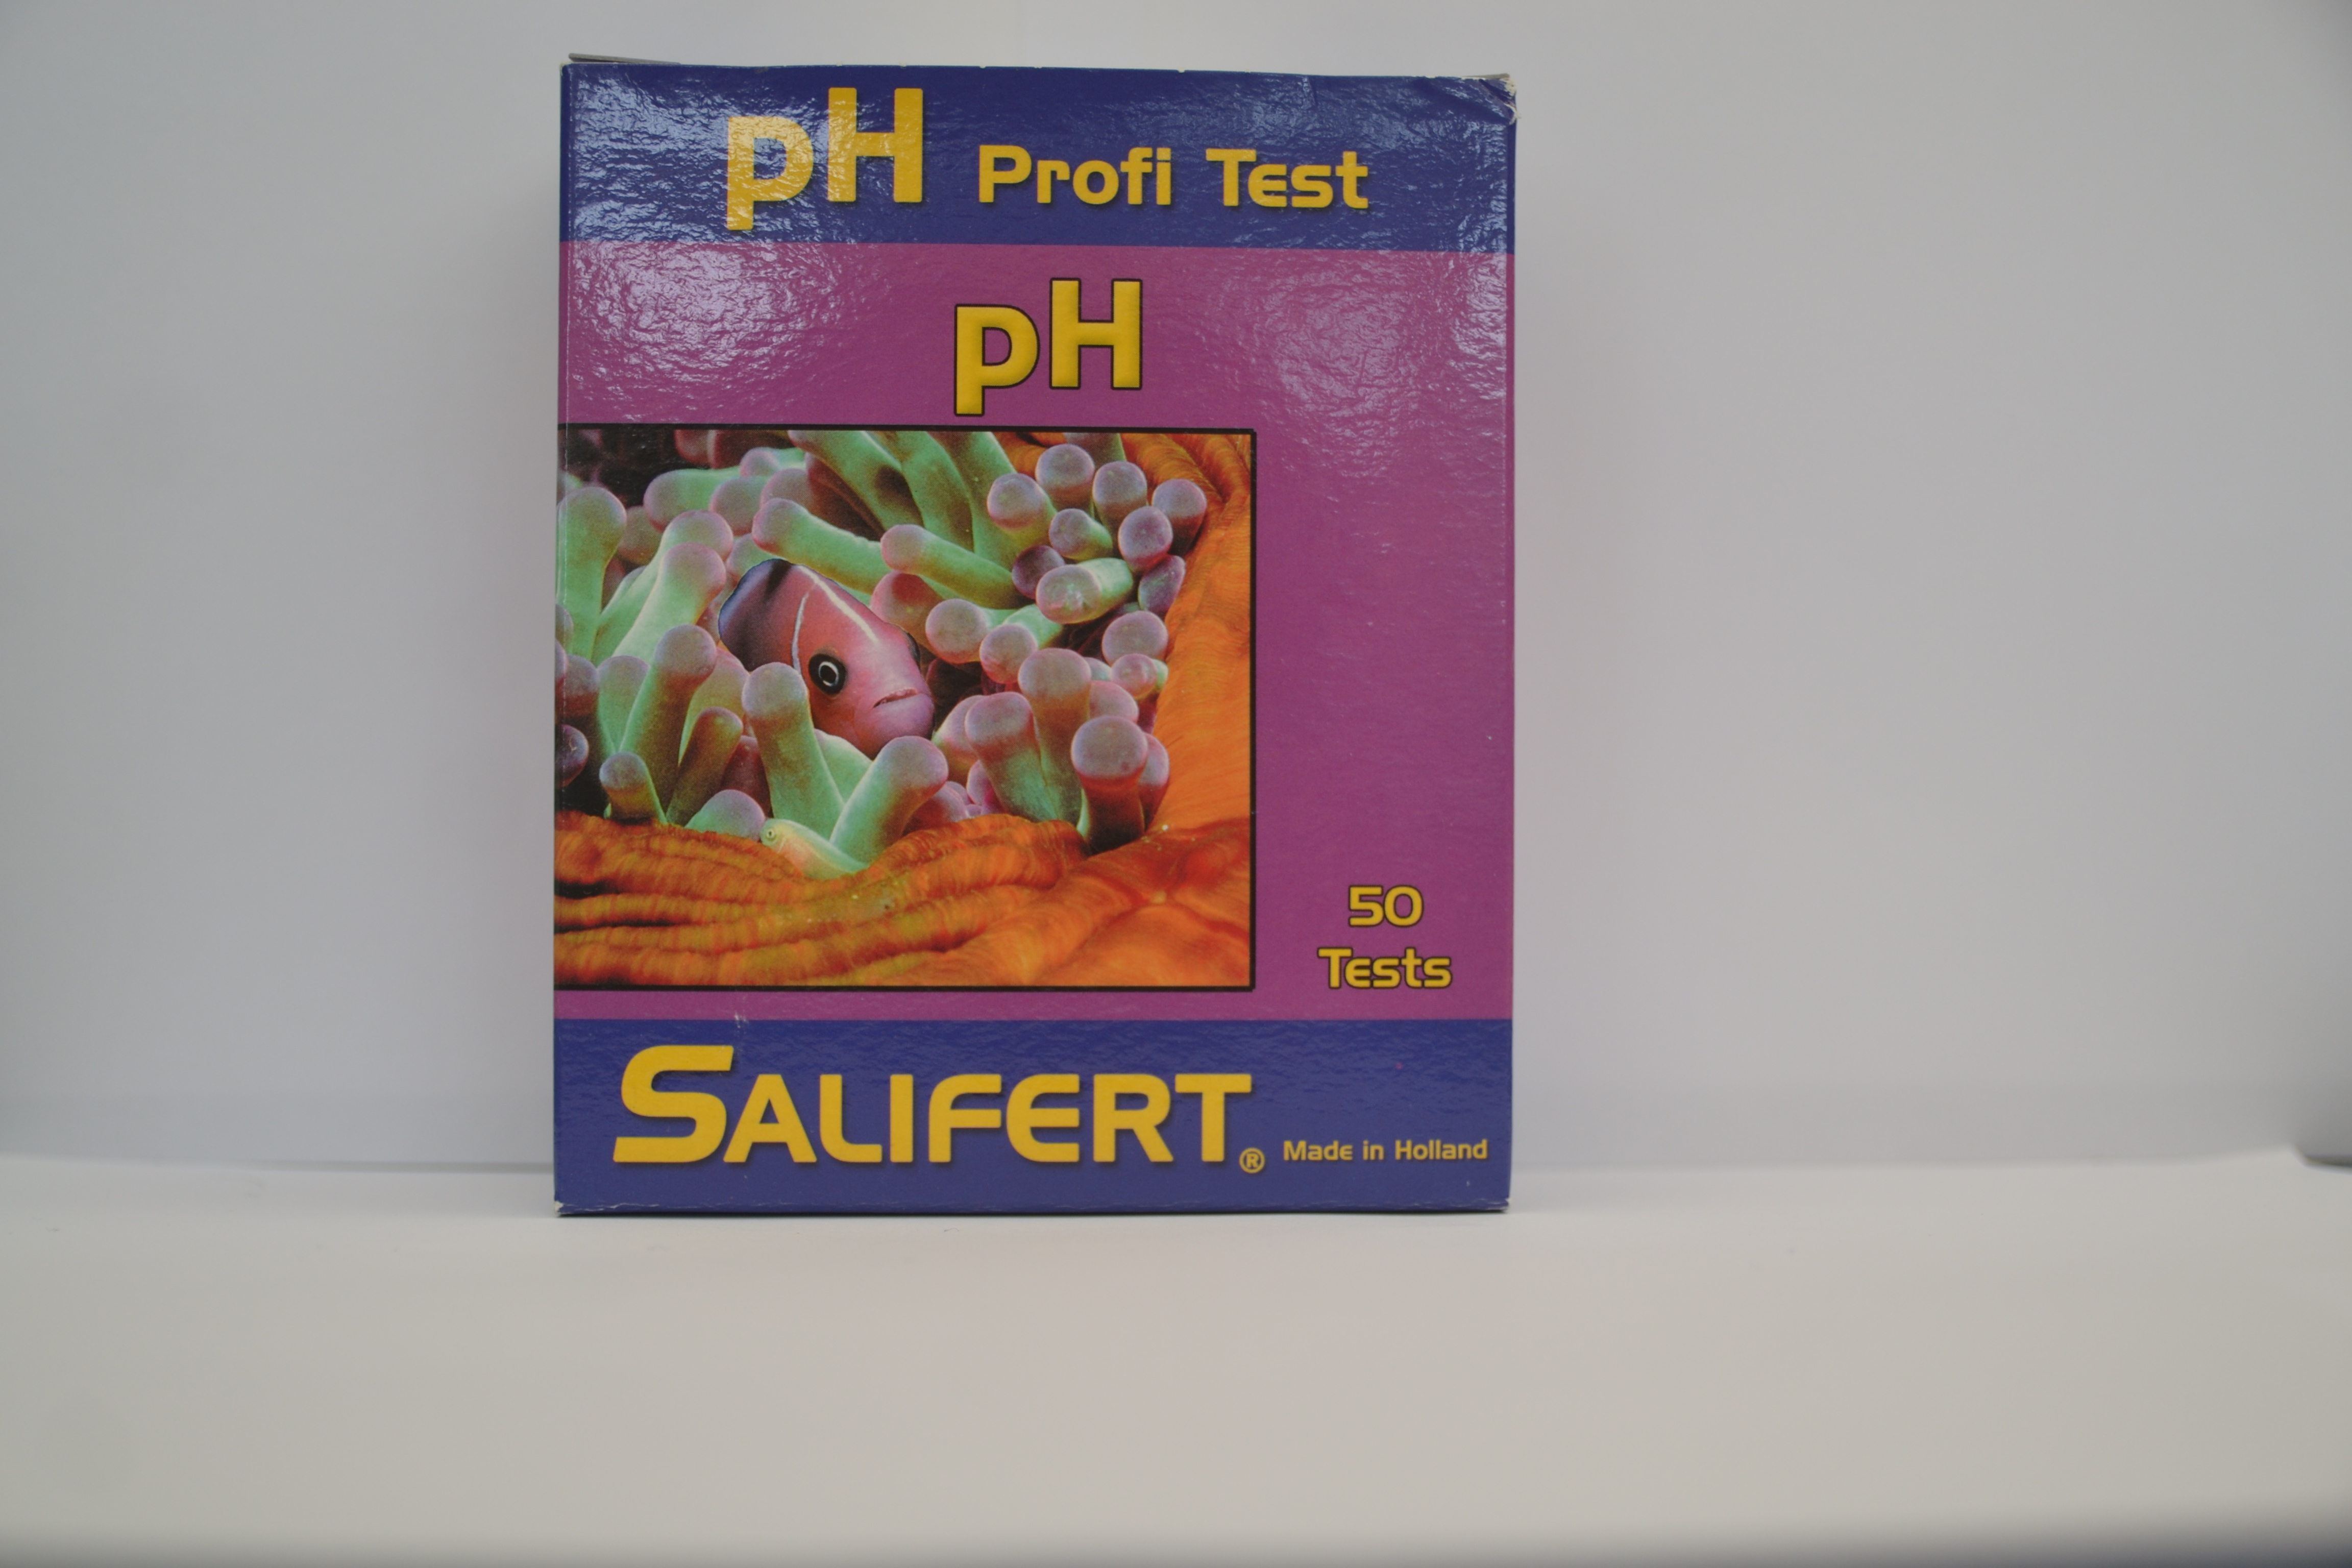 pH Profi Test
pH
50
Tests
SALIFERT® Made in Holland